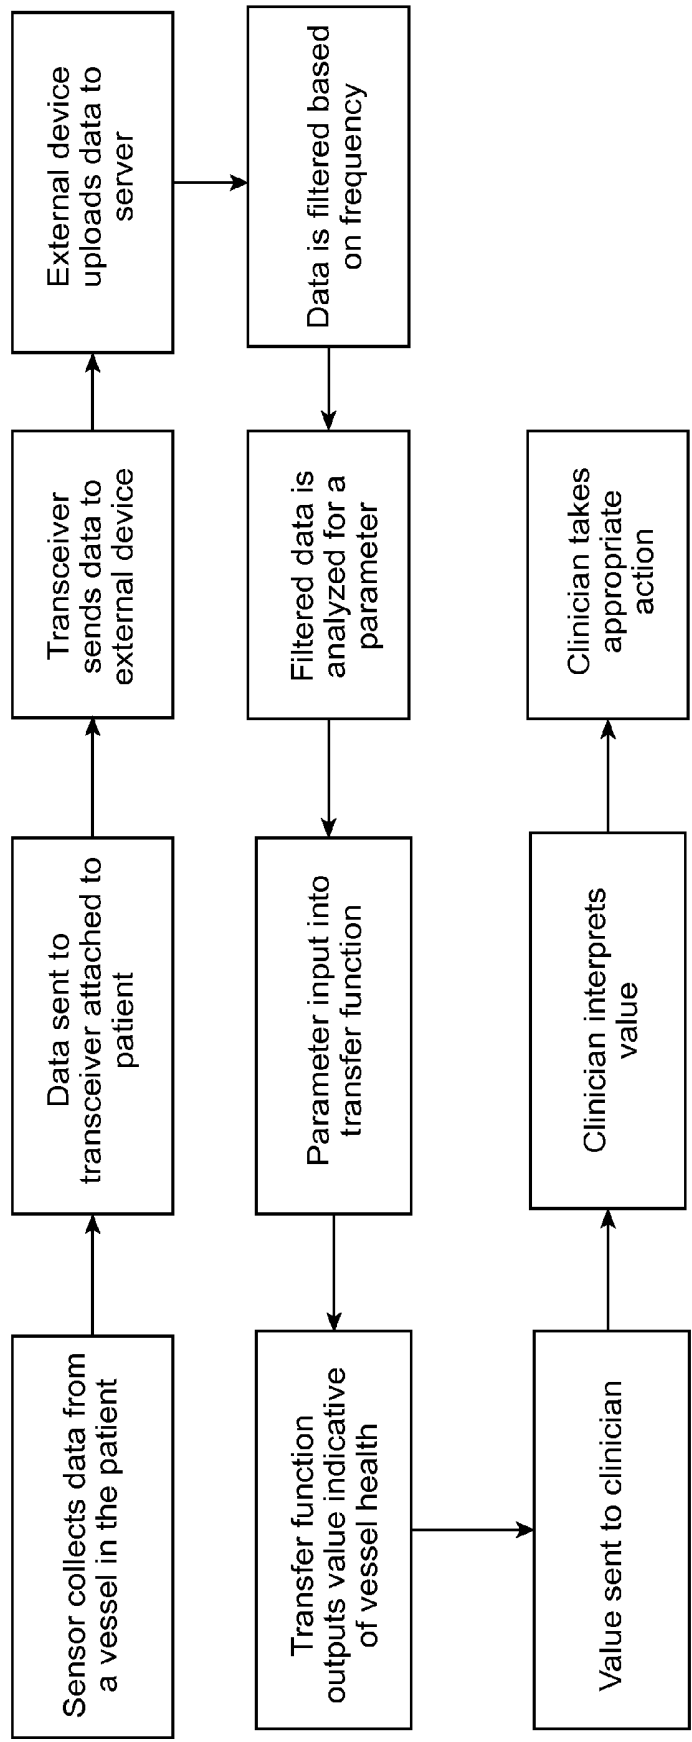 Sensor collects data from
a vessel in the patient
Data sent to
transceiver attached to
patient
Transceiver
sends data to
external device
External device
uploads data to
server
Data is filtered based
on frequency
Filtered data is
analyzed for a
parameter
Parameter input into
transfer function
Transfer function
outputs value indicative
of vessel health
Value sent to clinician
Clinician interprets
value
Clinician takes
appropriate
action